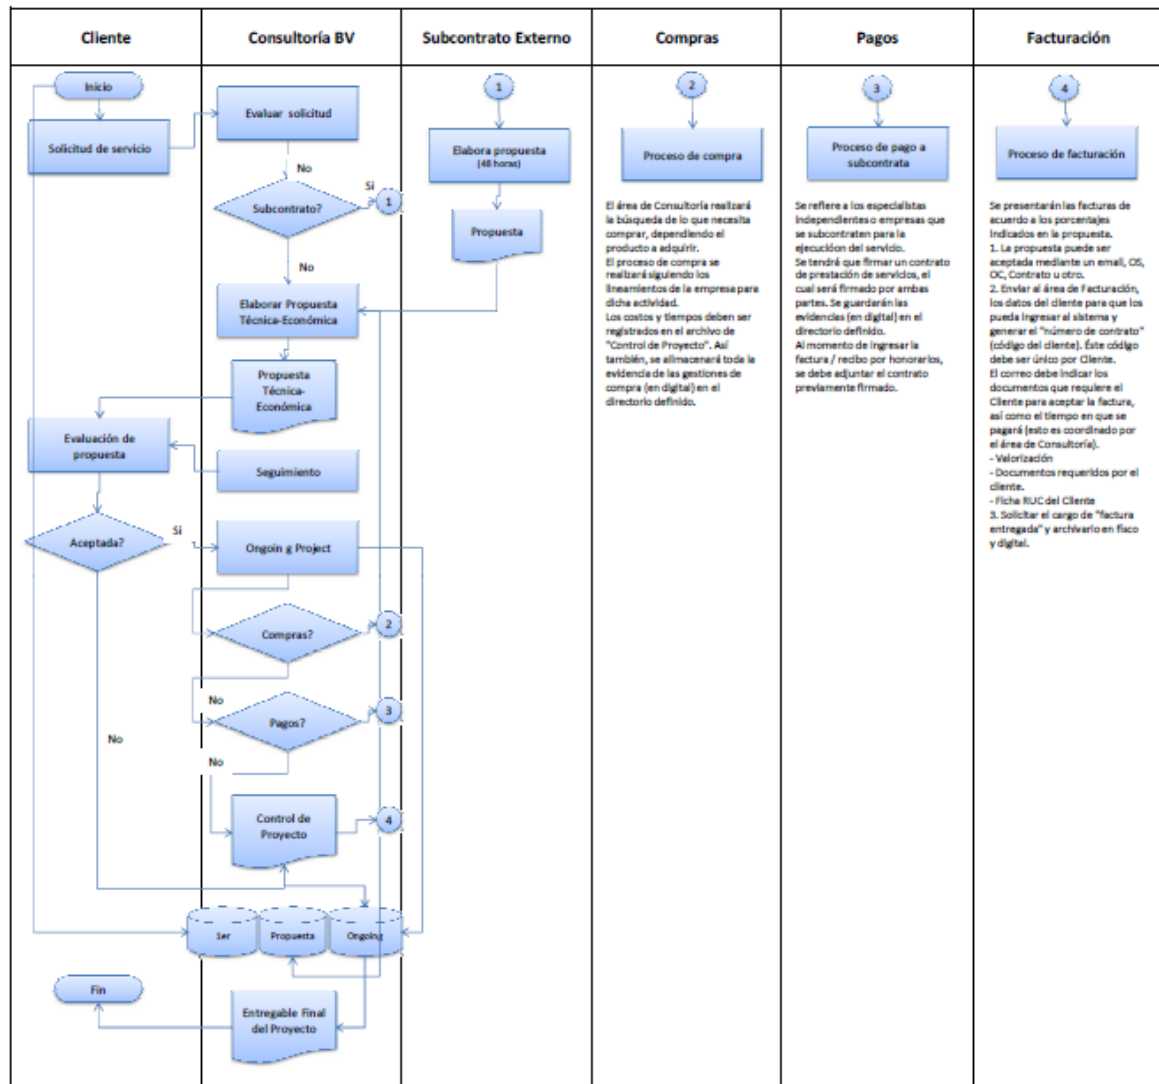 Cliente
Consultoría BV
Subcontrato Externo
Compras
Pagos
Facturación
Inicio
Solicitud de servicio
Evaluar solicitud
No
Si
Subcontrato?
1
No
Elaborar Propuesta
Técnica-Económica
Propuesta
Técnica-
Económica
Evaluación de
propuesta
Seguimiento
Aceptada?
Si
Ongoin g Project
Compras?
2
No
Pagos?
3
No
No
Control de
Proyecto
4
1er
Propuesta
Ongoing
Fin
Entregable Final
del Proyecto
1
Elabora propuesta
(48 horas)
Propuesta
2
Proceso de compra
El área de Consultoría realizará
la búsqueda de lo que necesita
comprar, dependiendo el
producto a adquirir.
El proceso de compra se
realizará siguiendo los
lineamientos de la empresa para
dicha actividad.
Los costos y tiempos deben ser
registrados en el archivo de
"Control de Proyecto". Así
también, se allmacenará toda la
evidencia de las gestiones de
compra (en digital) en el
directorio definido.
3
Proceso de pago a
subcontrata
Se refiere a los especialistas
independientes o empresas que
se subcontraten para la
ejecución del servicio.
Se tendrá que firmar un contrato
de prestación de servicios, el
cual será firmado por ambas
partes. Se guardarán las
evidencias (en digital) en el
directorio definido.
Al momento de ingresar la
factura / recibo por honorarios,
se debe adjuntar el contrato
previamente firmado.
4
Proceso de facturación
Se presentarán las facturas de
acuerdo a los porcentajes
indicados en la propuesta.
1. La propuesta puede ser
aceptada mediante un email, OS,
OC, Contrato u otro.
2. Enviar al área de Facturación,
los datos del cliente para que los
pueda ingresar al sistema y
generar el "número de contrato"
(código del cliente). Éste código
debe ser único por Cliente.
El correo debe indicar los
documentos que requiere el
Cliente para aceptar la factura,
así como el tiempo en que se
pagará (esto es coordinado por
el área de Consultoría).
- Valorización
- Documentos requeridos por el
cliente.
- Ficha RUC del Cliente
3. Solicitar el cargo de "factura
entregada" y archivarlo en físco
y digital.